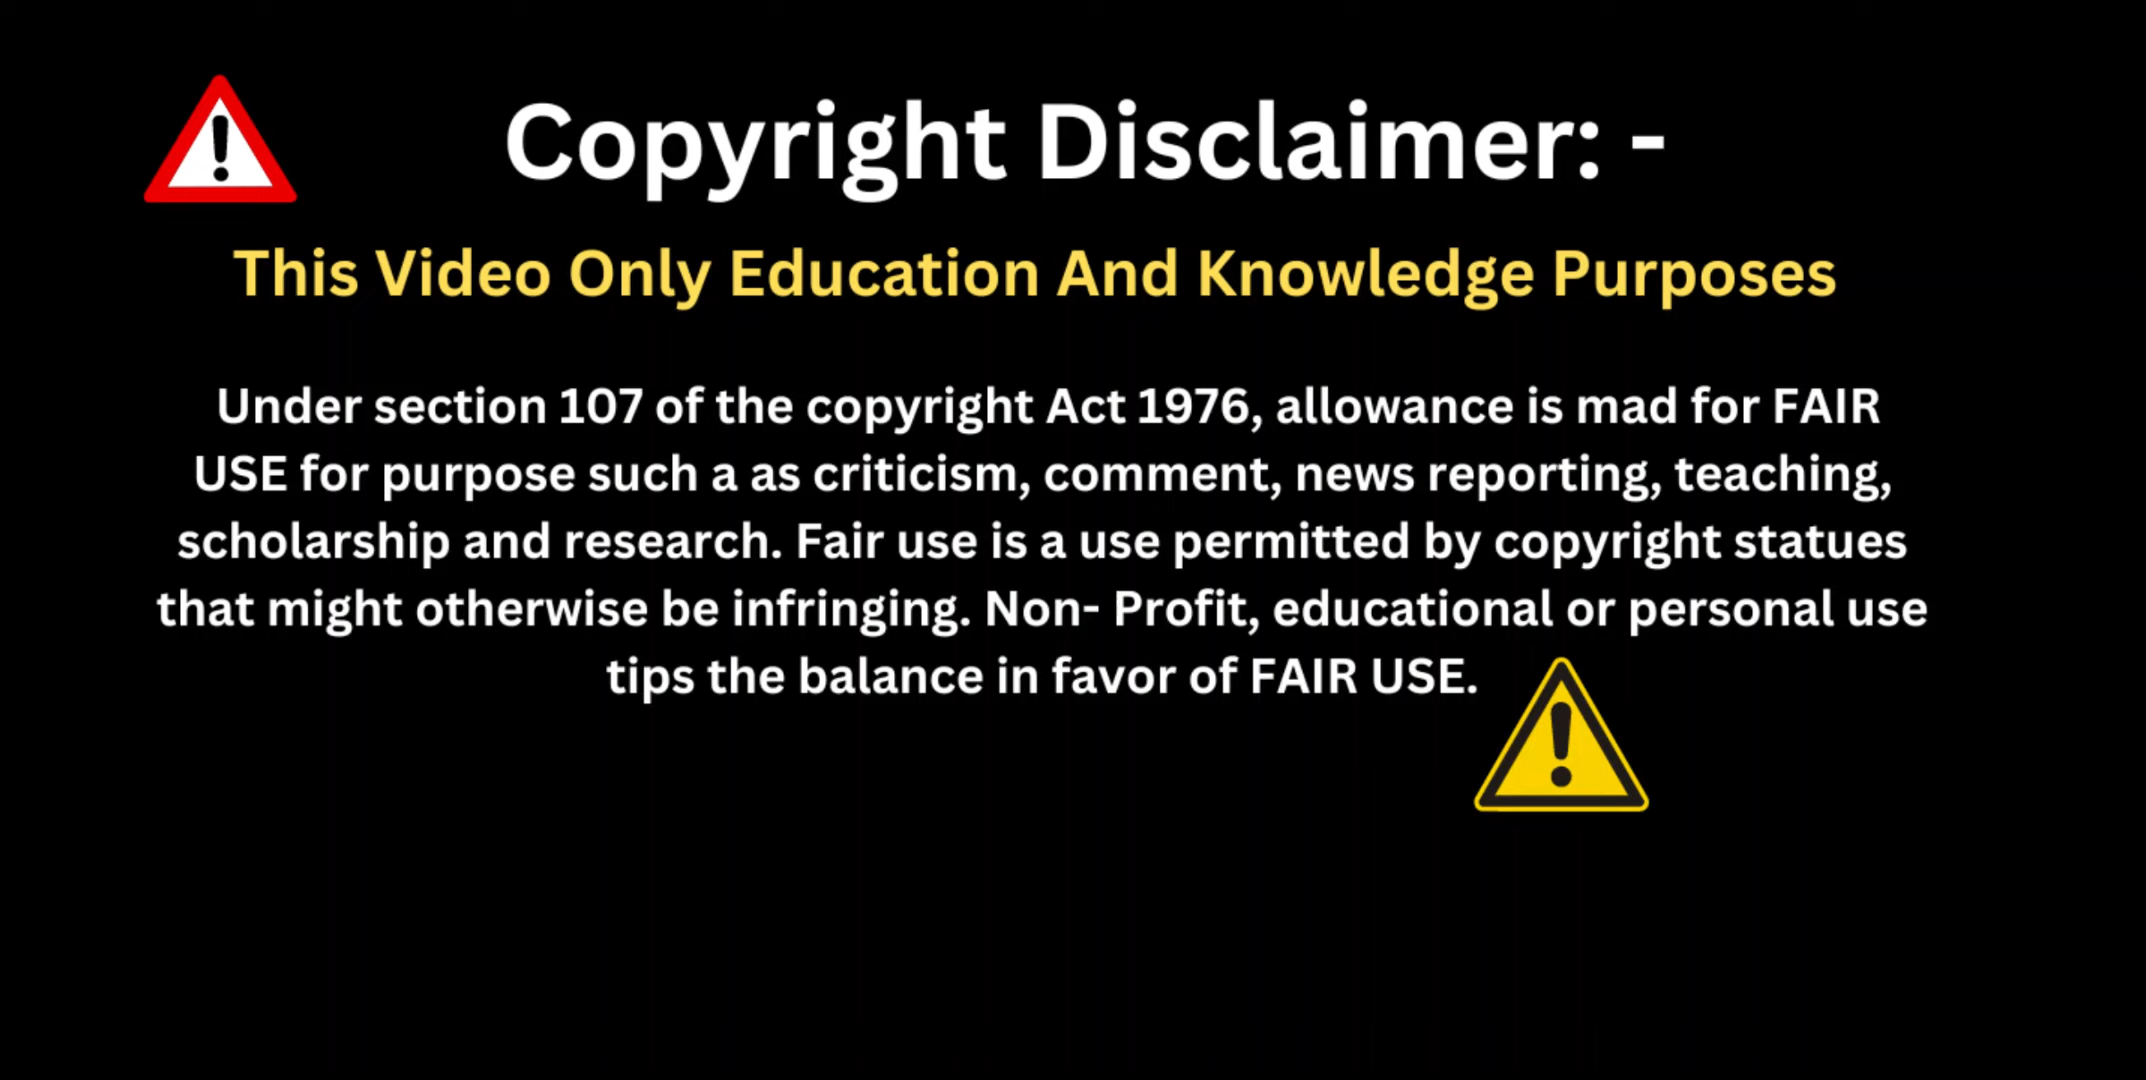 Copyright Disclaimer: -
This Video Only Education And Knowledge Purposes
Under section 107 of the copyright Act 1976, allowance is mad for FAIR
USE for purpose such a as criticism, comment, news reporting, teaching,
scholarship and research. Fair use is a use permitted by copyright statues
that might otherwise be infringing. Non- Profit, educational or personal use
tips the balance in favor of FAIR USE.